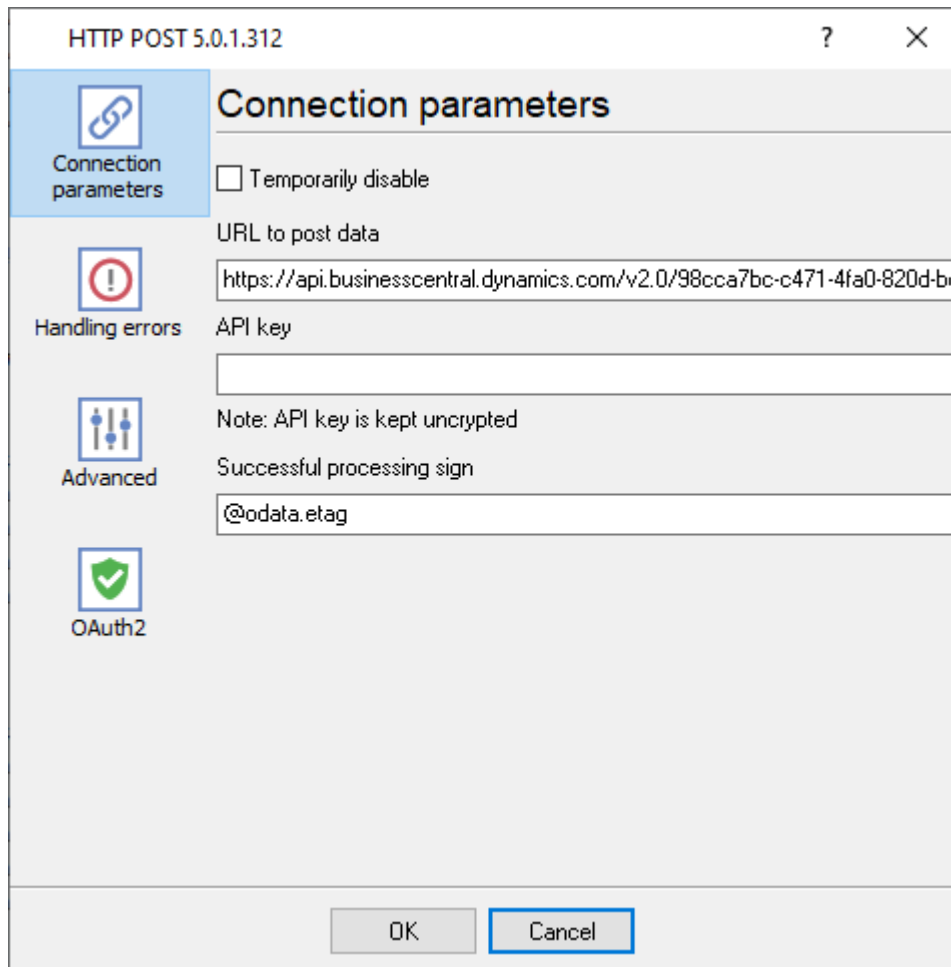 HTTP POST 5.0.1.312
?
Connection
parameters
Handling errors
Advanced
OAuth2
Connection parameters
Temporarily disable
URL to post data
https://api.businesscentral.dynamics.com/v2.0/98cca7bc-c471-4fa0-820d-b
API key
Note: API key is kept uncrypted
Successful processing sign
@odata.etag
OK
Cancel